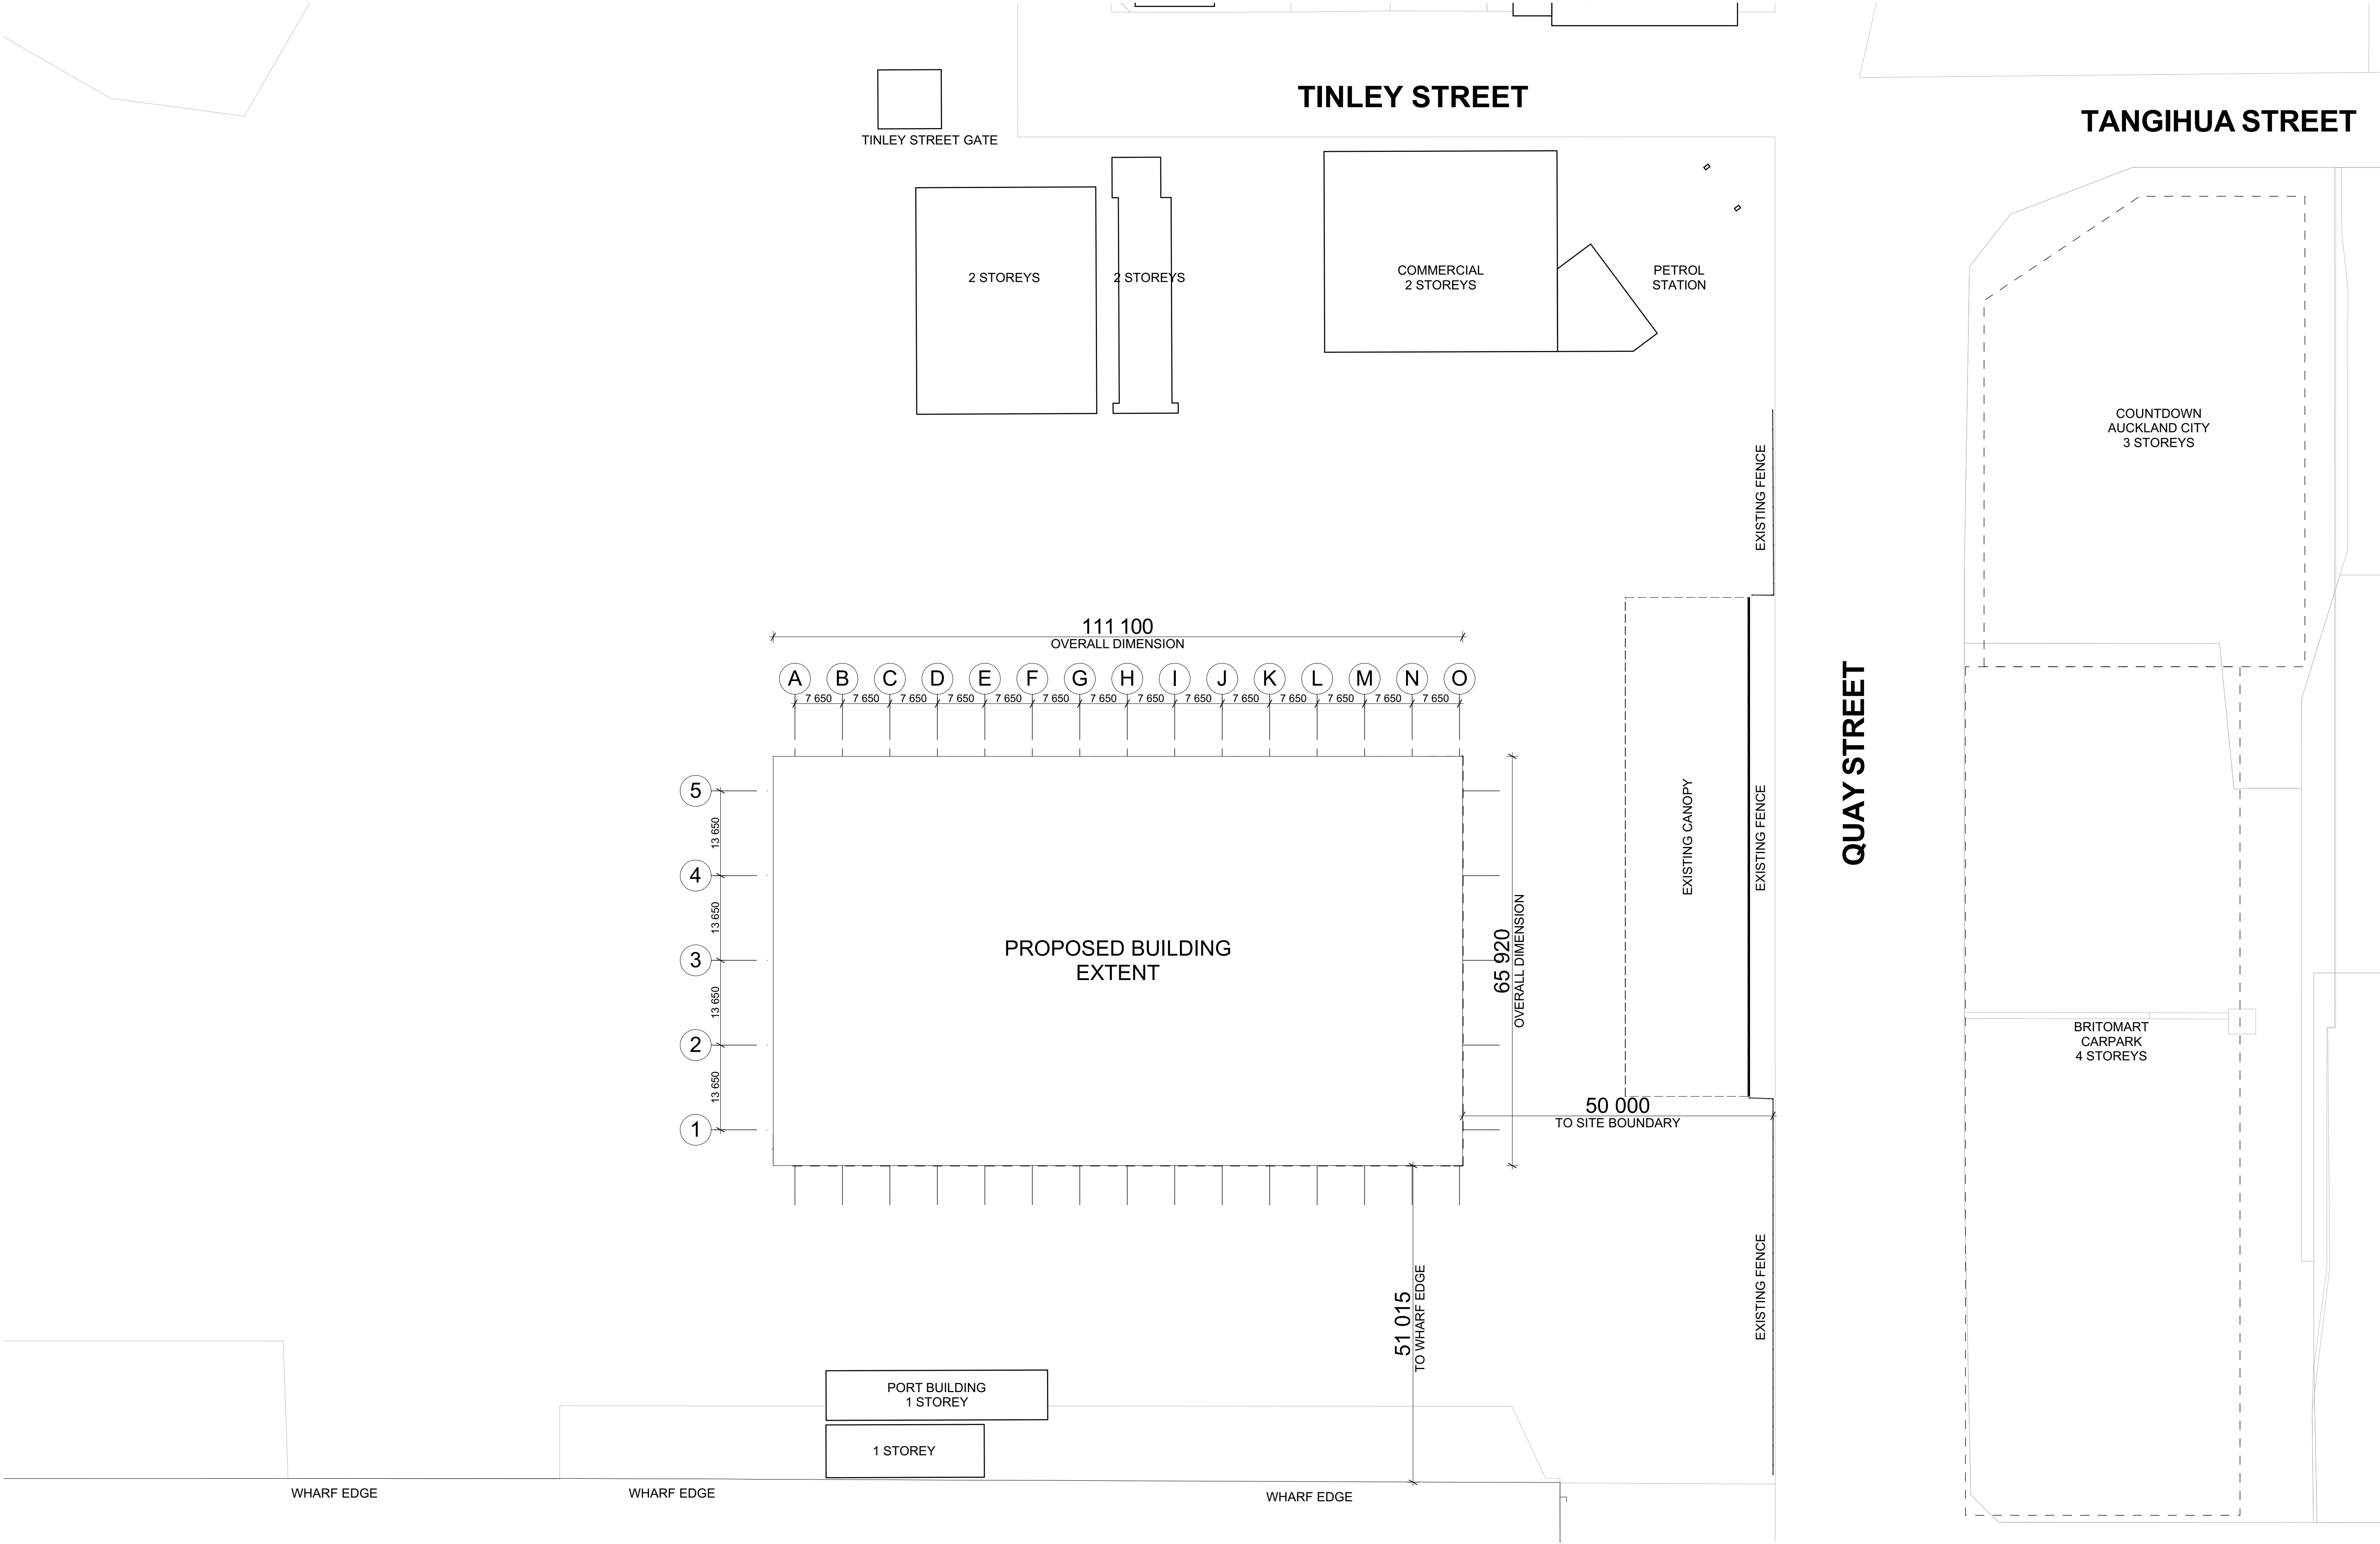 TINLEY STREET
TANGIHUA STREET
TINLEY STREET GATE
2 STOREYS
2 STOREYS
COMMERCIAL
2 STOREYS
PETROL
STATION
COUNTDOWN
AUCKLAND CITY
3 STOREYS
EXISTING FENCE
111 100
OVERALL DIMENSION
A B C D E F G H I J K L M N O
7 650 7 650 7 650 7 650 7 650 7 650 7 650 7 650 7 650 7 650 7 650 7 650 7 650 7 650
QUAY STREET
5
13 650
4
13 650
3
13 650
2
13 650
1
PROPOSED BUILDING
EXTENT
65 920
OVERALL DIMENSION
EXISTING CANOPY
EXISTING FENCE
BRITOMART
CARPARK
4 STOREYS
50 000
TO SITE BOUNDARY
51 015
TO WHARF EDGE
EXISTING FENCE
PORT BUILDING
1 STOREY
1 STOREY
WHARF EDGE
WHARF EDGE
WHARF EDGE